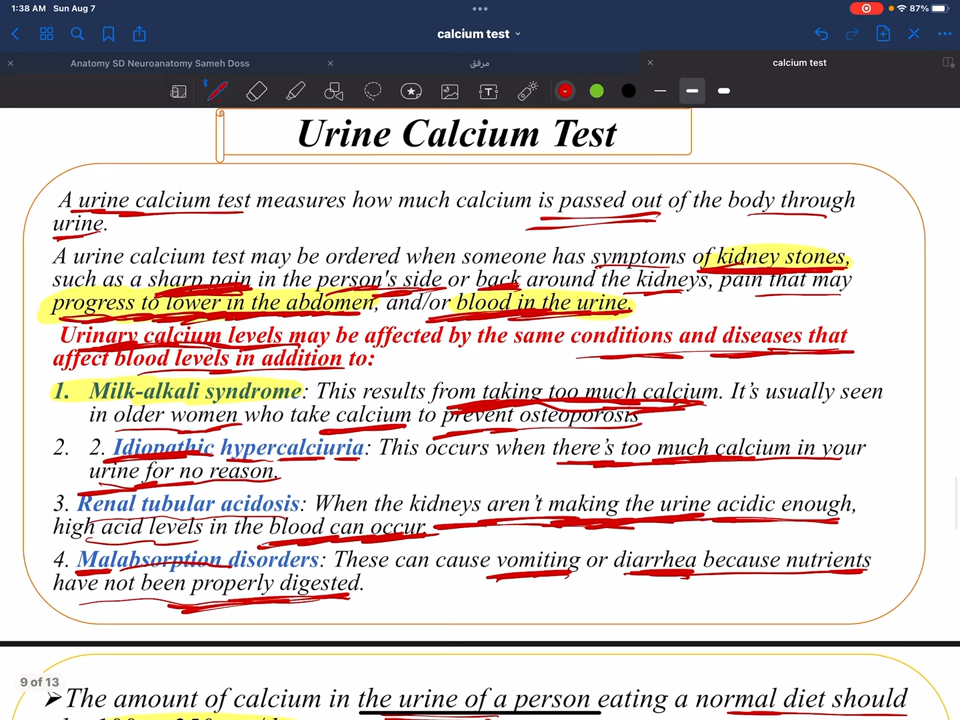 1:38 AM Sun Aug 7
87%
calcium test
Anatomy SD Neuroanatomy Sameh Doss
مرفق
calcium test
Urine Calcium Test
A urine calcium test measures how much calcium is passed out of the body through
urine.
A urine calcium test may be ordered when someone has symptoms of kidney stones,
such as a sharp pain in the person's side or back around the kidneys, pain that may
progress to lower in the abdomen, and/or blood in the urine.
Urinary calcium levels may be affected by the same conditions and diseases that
affect blood levels in addition to:
1. Milk-alkali syndrome: This results from taking too much calcium. It's usually seen
in older women who take calcium to prevent osteoporosis
2. 2. Idiopathic hypercalciuria: This occurs when there's too much calcium in your
urine for no reason.
3. Renal tubular acidosis: When the kidneys aren't making the urine acidic enough,
high acid levels in the blood can occur.
4. Malabsorption disorders: These can cause vomiting or diarrhea because nutrients
have not been properly digested.
9 of 13
➤The amount of calcium in the urine of a person eating a normal diet should